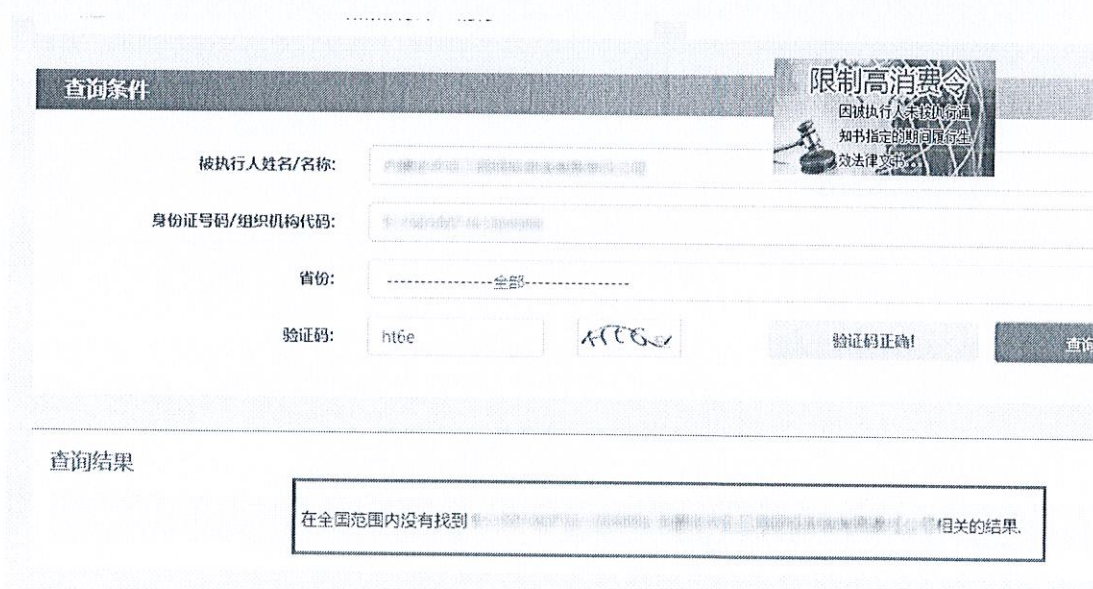 查询条件
限制高消费令
因被执行人未按执行通
知书指定的期间履行生
效法律文书
被执行人姓名/名称:
身份证号码/组织机构代码:
省份:
---------------全部---------------
验证码:
ht6e
验证码正确!
查询结果
在全国范围内没有找到
相关的结果.